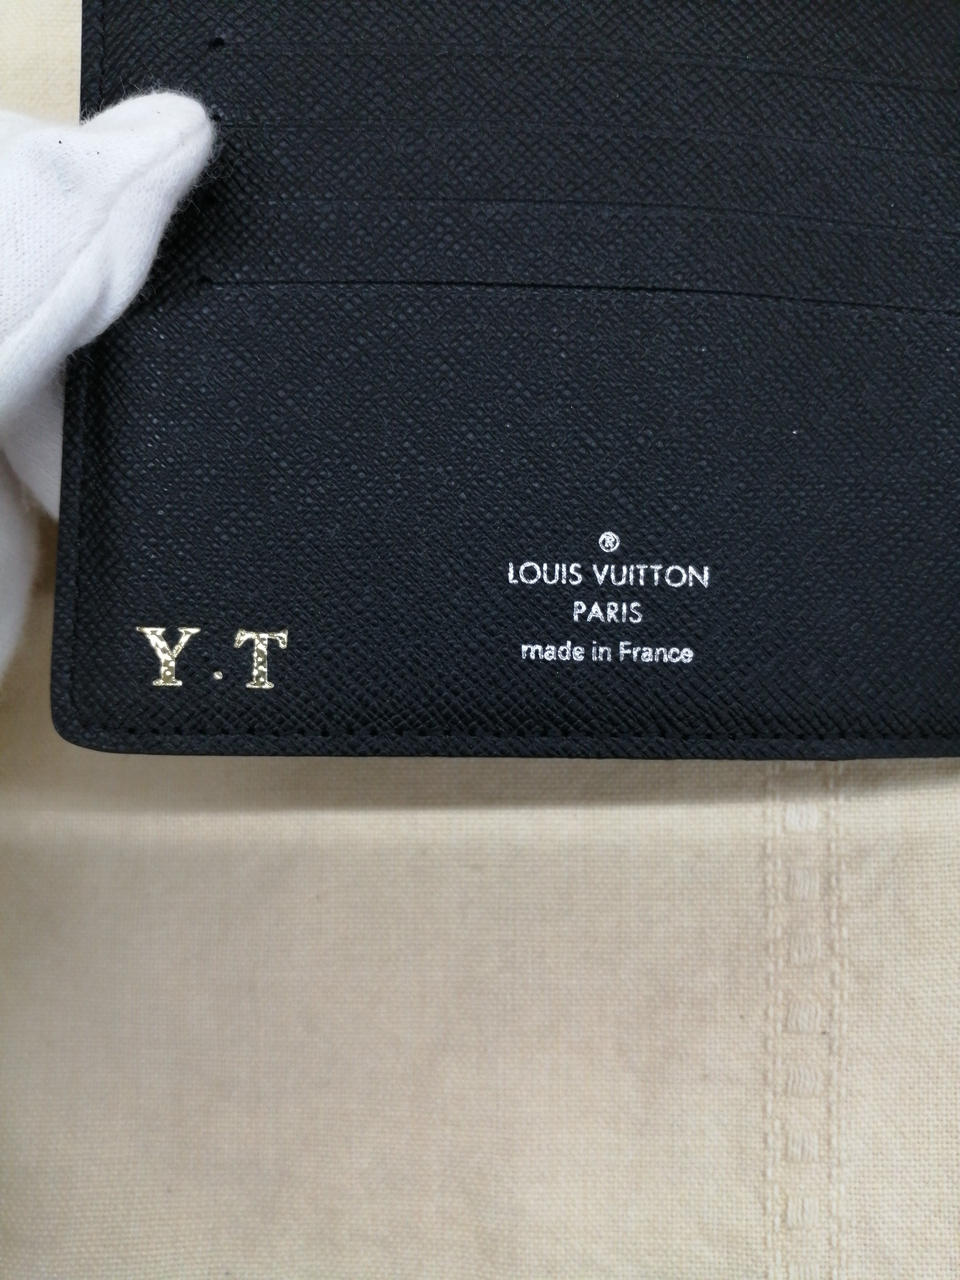 ®
LOUIS VUITTON
PARIS
made in France
Y.T